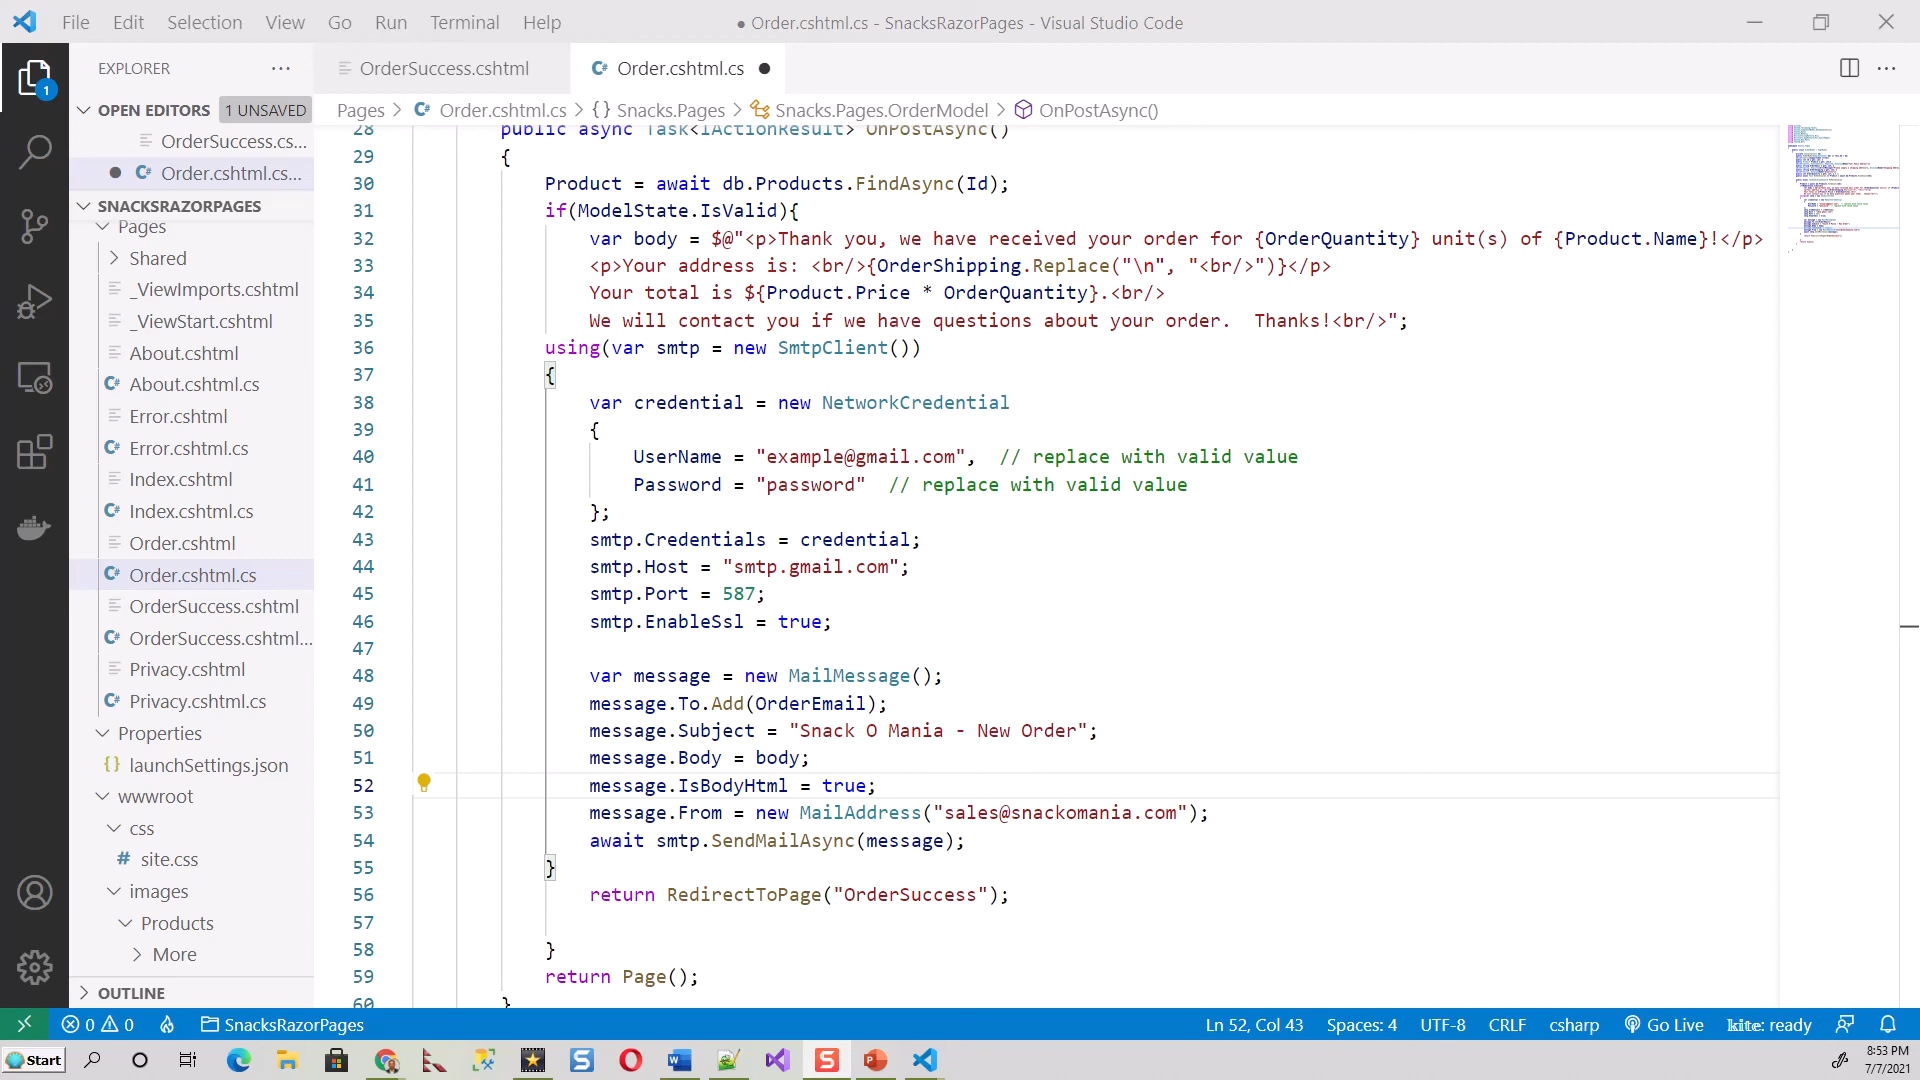 File Edit Selection View Go Run Terminal Help
● Order.cshtml.cs - SnacksRazorPages - Visual Studio Code
EXPLORER ···
OrderSuccess.cshtml
C# Order.cshtml.cs ●
1
OPEN EDITORS 1 UNSAVED
Pages > C# Order.cshtml.cs > {} Snacks.Pages > Snacks.Pages.OrderModel > OnPostAsync()
OrderSuccess.cs...
● C# Order.cshtml.cs...
SNACKSRAZORPAGES
Pages
Shared
_ViewImports.cshtml
_ViewStart.cshtml
About.cshtml
C# About.cshtml.cs
Error.cshtml
C# Error.cshtml.cs
Index.cshtml
C# Index.cshtml.cs
Order.cshtml
C# Order.cshtml.cs
OrderSuccess.cshtml
C# OrderSuccess.cshtml...
Privacy.cshtml
C# Privacy.cshtml.cs
Properties
{} launchSettings.json
wwwroot
css
# site.css
images
Products
More
OUTLINE
28 public async Task<IActionResult> OnPostAsync()
29 {
30 Product = await db.Products.FindAsync(Id);
31 if(ModelState.IsValid){
32 var body = $@"<p>Thank you, we have received your order for {OrderQuantity} unit(s) of {Product.Name}!</p>
33 <p>Your address is: <br/>{OrderShipping.Replace("\n", "<br/>")}</p>
34 Your total is ${Product.Price * OrderQuantity}.<br/>
35 We will contact you if we have questions about your order.  Thanks!<br/>";
36 using(var smtp = new SmtpClient())
37 {
38 var credential = new NetworkCredential
39 {
40 UserName = "example@gmail.com",  // replace with valid value
41 Password = "password"  // replace with valid value
42 };
43 smtp.Credentials = credential;
44 smtp.Host = "smtp.gmail.com";
45 smtp.Port = 587;
46 smtp.EnableSsl = true;
47
48 var message = new MailMessage();
49 message.To.Add(OrderEmail);
50 message.Subject = "Snack O Mania - New Order";
51 message.Body = body;
52 message.IsBodyHtml = true;
53 message.From = new MailAddress("sales@snackomania.com");
54 await smtp.SendMailAsync(message);
55 }
56 return RedirectToPage("OrderSuccess");
57
58 }
59 return Page();
60 }
0 0 SnacksRazorPages
Ln 52, Col 43 Spaces: 4 UTF-8 CRLF csharp Go Live kite: ready
Start
8:53 PM
7/7/2021